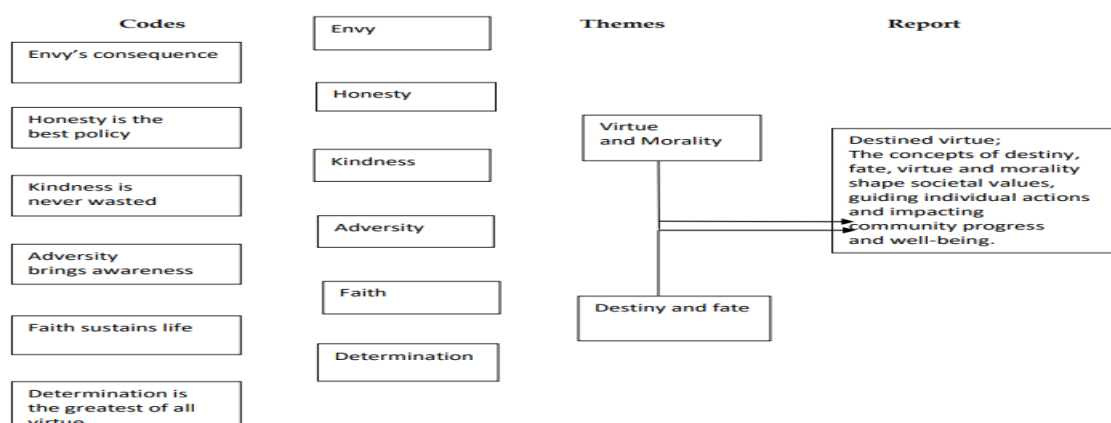 Codes
Envy's consequence
Honesty is the
best policy
Kindness is
never wasted
Adversity
brings awareness
Faith sustains life
Determination is
the greatest of all
virtue
Envy
Honesty
Kindness
Adversity
Faith
Determination
Themes
Virtue
and Morality
Destiny and fate
Report
Destined virtue;
The concepts of destiny,
fate, virtue and morality
shape societal values,
guiding individual actions
and impacting
community progress
and well-being.